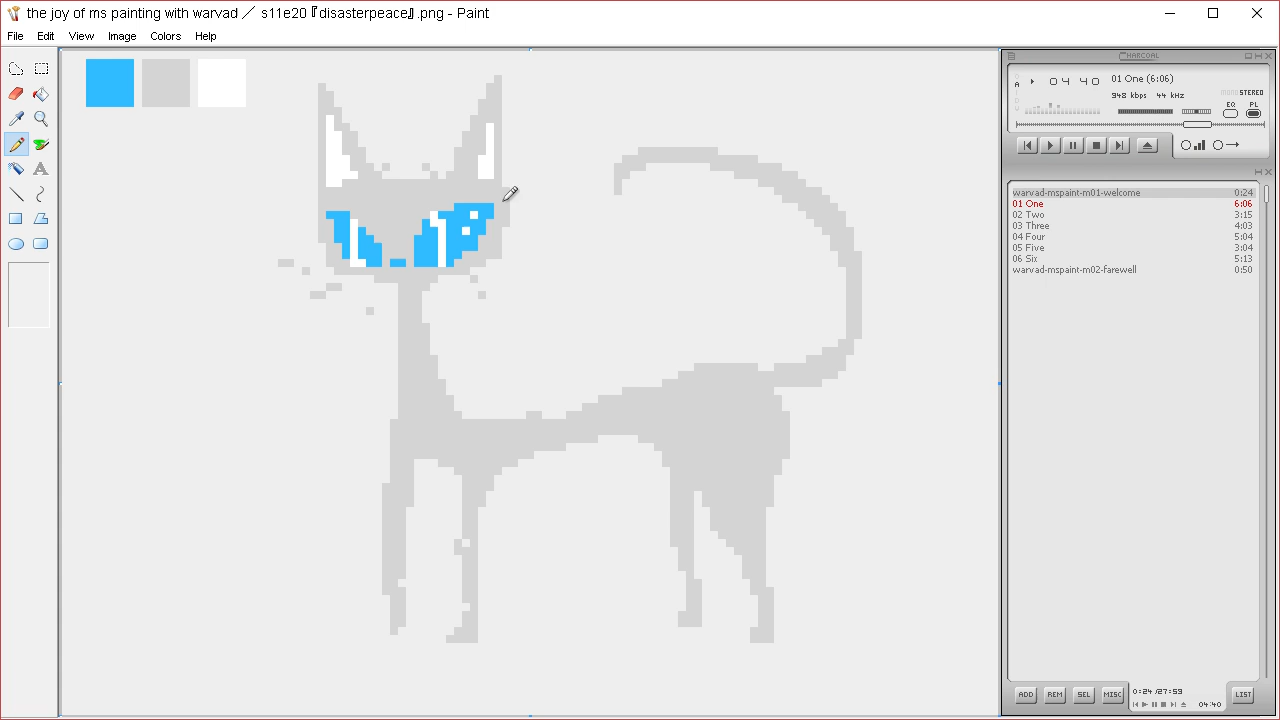 the joy of ms painting with warvad ／ s11e20『disasterpeace』.png - Paint
File Edit View Image Colors Help
CHARCOAL
04 40 01 One (6:06)
948 kbps 44 kHz
MONO STEREO
EQ PL
warvad-mspaint-m01-welcome 0:24
01 One 6:06
02 Two 3:15
03 Three 4:03
04 Four 5:04
05 Five 3:04
06 Six 5:13
warvad-mspaint-m02-farewell 0:50
ADD REM SEL MISC 0:24 /27:59 04:40 LIST